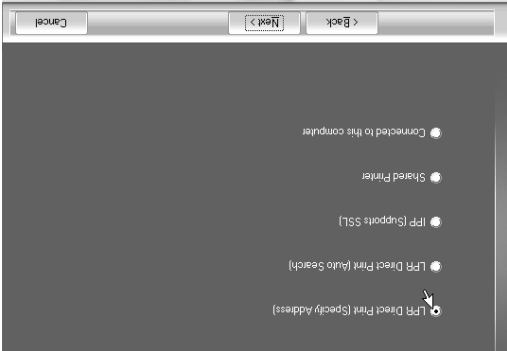 LPR Direct Print (Specify Address)
LPR Direct Print (Auto Search)
IPP (Supports SSL)
Shared Printer
Connected to this computer
< Back Next > Cancel